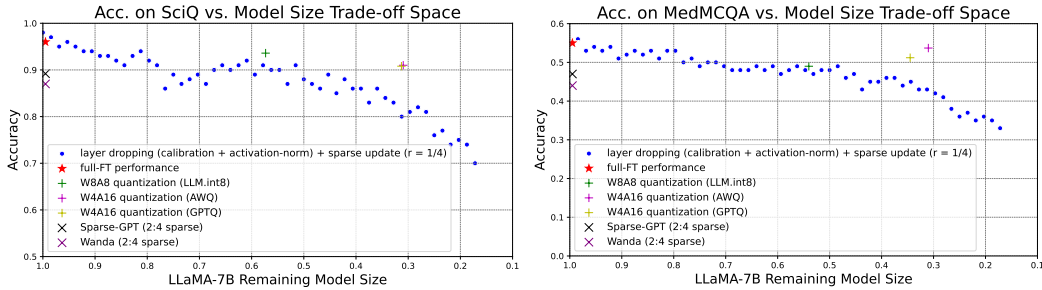 Acc. on SciQ vs. Model Size Trade-off Space
Accuracy
1.0
0.9
0.8
0.7
0.6
0.5
layer dropping (calibration + activation-norm) + sparse update (r = 1/4)
full-FT performance
W8A8 quantization (LLM.int8)
W4A16 quantization (AWQ)
W4A16 quantization (GPTQ)
Sparse-GPT (2:4 sparse)
Wanda (2:4 sparse)
1.0 0.9 0.8 0.7 0.6 0.5 0.4 0.3 0.2 0.1
LLaMA-7B Remaining Model Size
Acc. on MedMCQA vs. Model Size Trade-off Space
Accuracy
0.6
0.5
0.4
0.3
0.2
0.1
0.0
layer dropping (calibration + activation-norm) + sparse update (r = 1/4)
full-FT performance
W8A8 quantization (LLM.int8)
W4A16 quantization (AWQ)
W4A16 quantization (GPTQ)
Sparse-GPT (2:4 sparse)
Wanda (2:4 sparse)
1.0 0.9 0.8 0.7 0.6 0.5 0.4 0.3 0.2 0.1
LLaMA-7B Remaining Model Size